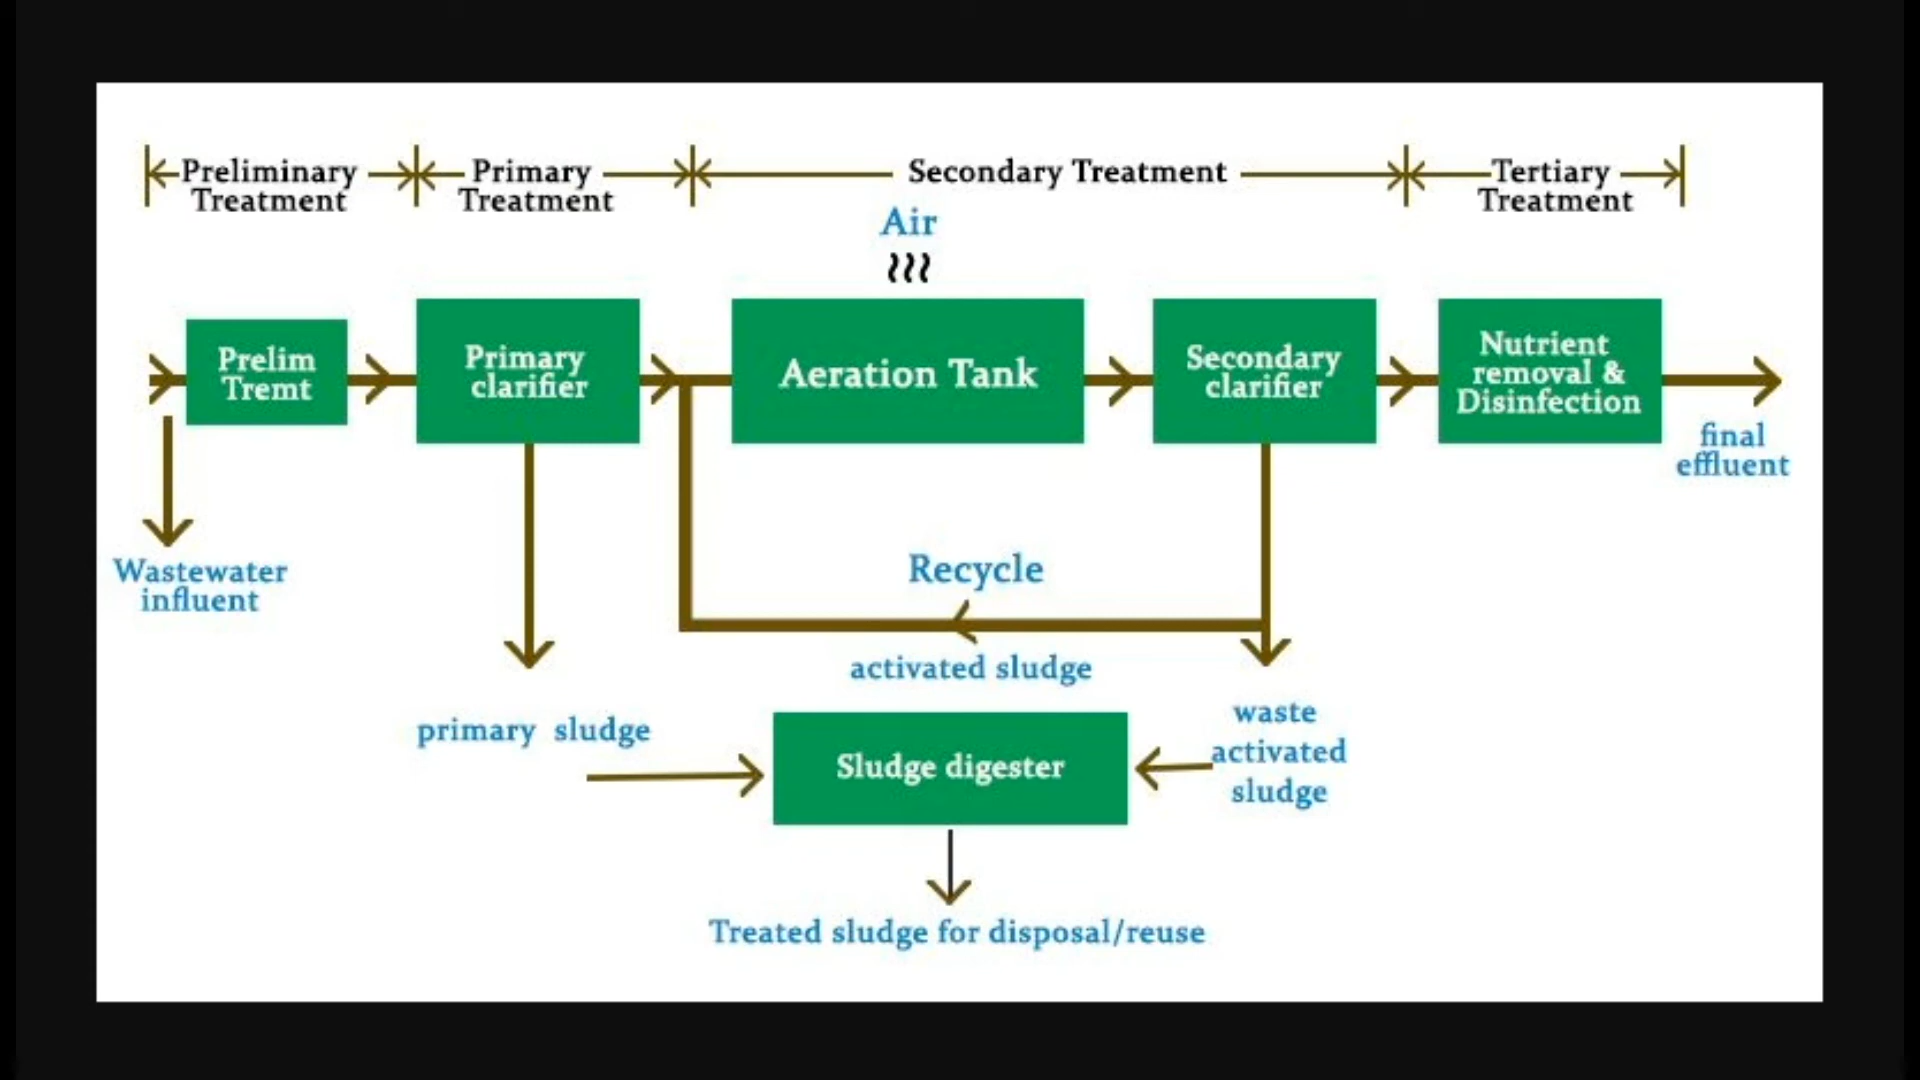 Preliminary
Treatment
Primary
Treatment
Secondary Treatment
Tertiary
Treatment
Air
Prelim
Tremt
Primary
clarifier
Aeration Tank
Secondary
clarifier
Nutrient
removal &
Disinfection
final
effluent
Wastewater
influent
Recycle
activated sludge
primary sludge
Sludge digester
waste
activated
sludge
Treated sludge for disposal/reuse